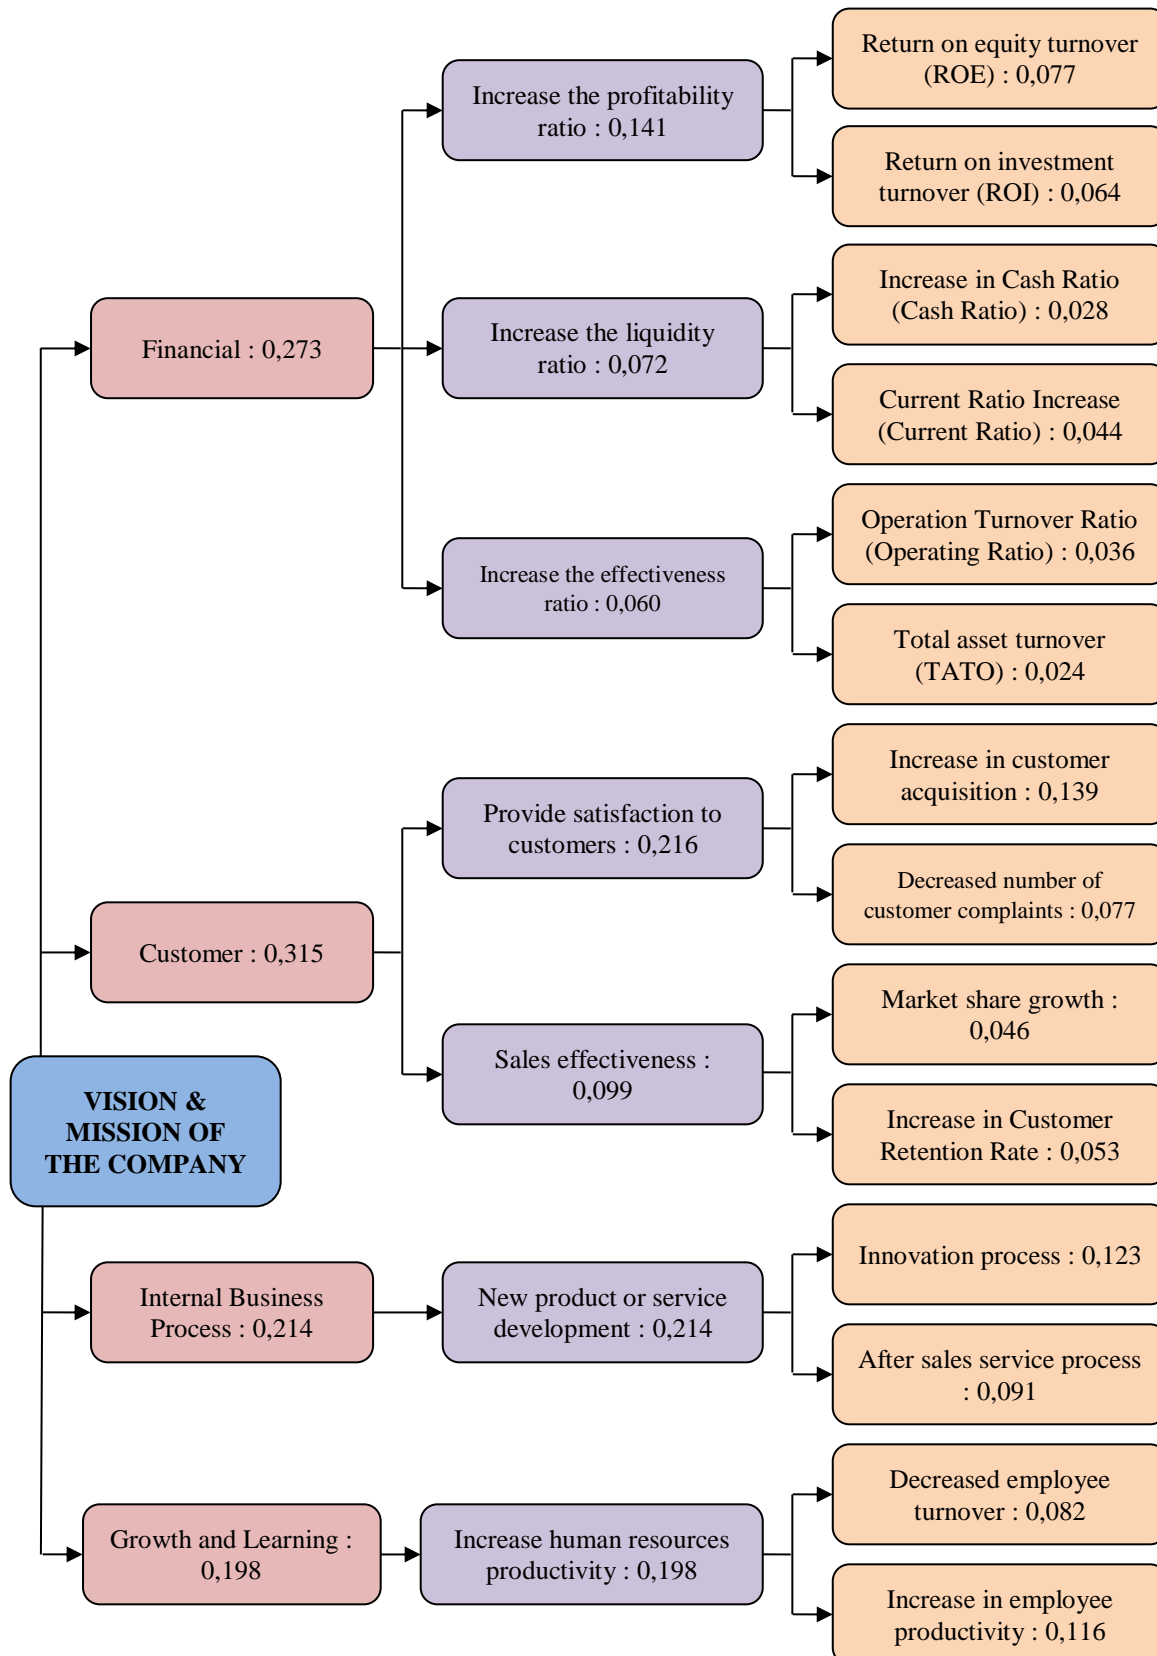 Return on equity turnover
(ROE) : 0,077
Increase the profitability
ratio : 0,141
Return on investment
turnover (ROI) : 0,064
Increase in Cash Ratio
(Cash Ratio) : 0,028
Financial : 0,273
Increase the liquidity
ratio : 0,072
Current Ratio Increase
(Current Ratio) : 0,044
Operation Turnover Ratio
(Operating Ratio) : 0,036
Increase the effectiveness
ratio : 0,060
Total asset turnover
(TATO) : 0,024
Increase in customer
acquisition : 0,139
Provide satisfaction to
customers : 0,216
Decreased number of
customer complaints : 0,077
Customer : 0,315
Market share growth :
0,046
Sales effectiveness :
0,099
Increase in Customer
Retention Rate : 0,053
VISION &
MISSION OF
THE COMPANY
Innovation process : 0,123
Internal Business
Process : 0,214
New product or service
development : 0,214
After sales service process
: 0,091
Decreased employee
turnover : 0,082
Growth and Learning :
0,198
Increase human resources
productivity : 0,198
Increase in employee
productivity : 0,116